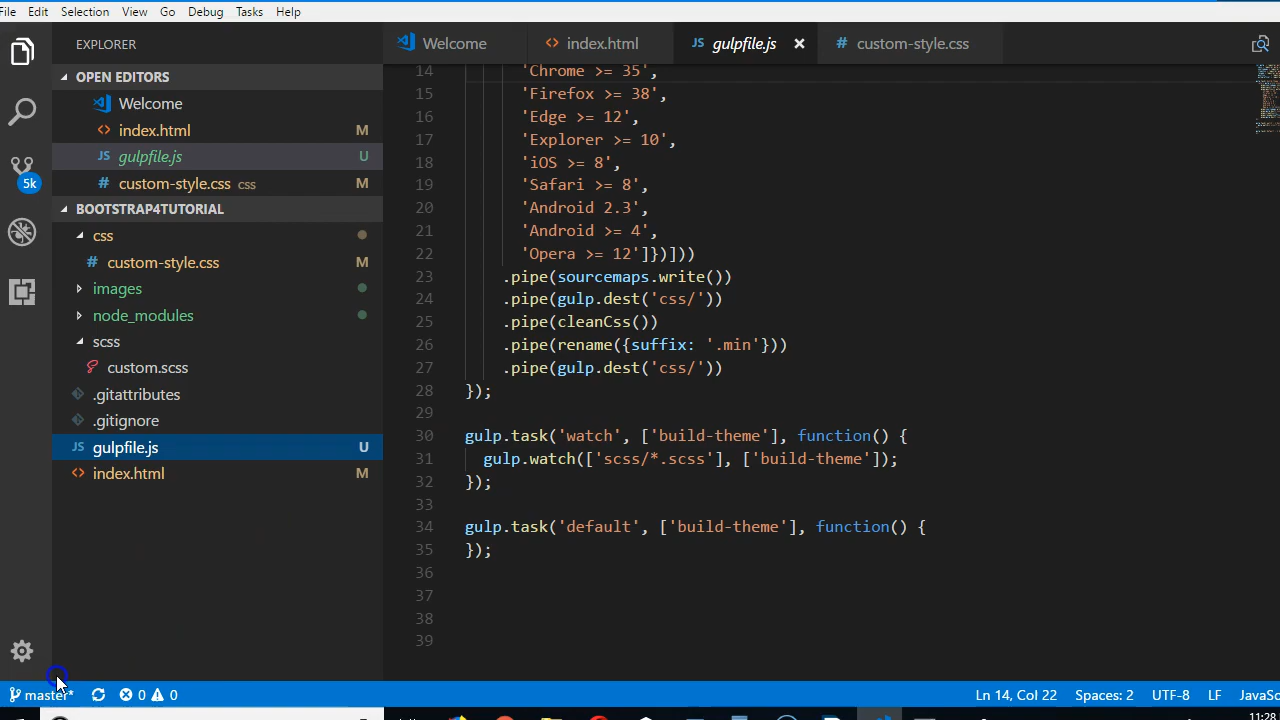 File Edit Selection View Go Debug Tasks Help
EXPLORER
OPEN EDITORS
Welcome
index.html M
gulpfile.js U
custom-style.css css M
BOOTSTRAP4TUTORIAL
css
custom-style.css M
images
node_modules
scss
custom.scss
.gitattributes
.gitignore
gulpfile.js U
index.html M
5k
Welcome index.html gulpfile.js custom-style.css
14 'Chrome >= 35',
15 'Firefox >= 38',
16 'Edge >= 12',
17 'Explorer >= 10',
18 'iOS >= 8',
19 'Safari >= 8',
20 'Android 2.3',
21 'Android >= 4',
22 'Opera >= 12']})]))
23 .pipe(sourcemaps.write())
24 .pipe(gulp.dest('css/'))
25 .pipe(cleanCss())
26 .pipe(rename({suffix: '.min'}))
27 .pipe(gulp.dest('css/'))
28 });
29
30 gulp.task('watch', ['build-theme'], function() {
31 gulp.watch(['scss/*.scss'], ['build-theme']);
32 });
33
34 gulp.task('default', ['build-theme'], function() {
35 });
36
37
38
39
master* 0 0 Ln 14, Col 22 Spaces: 2 UTF-8 LF JavaSc
11:28